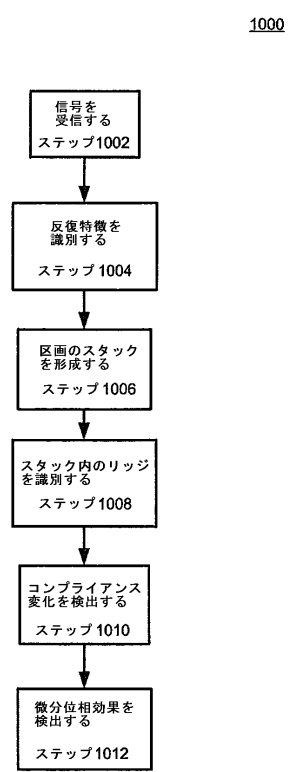 1000
信号を
受信する
ステップ1002
反復特徴を
識別する
ステップ1004
区画のスタック
を形成する
ステップ1006
スタック内のリッジ
を識別する
ステップ1008
コンプライアンス
変化を検出する
ステップ1010
微分位相効果を
検出する
ステップ1012